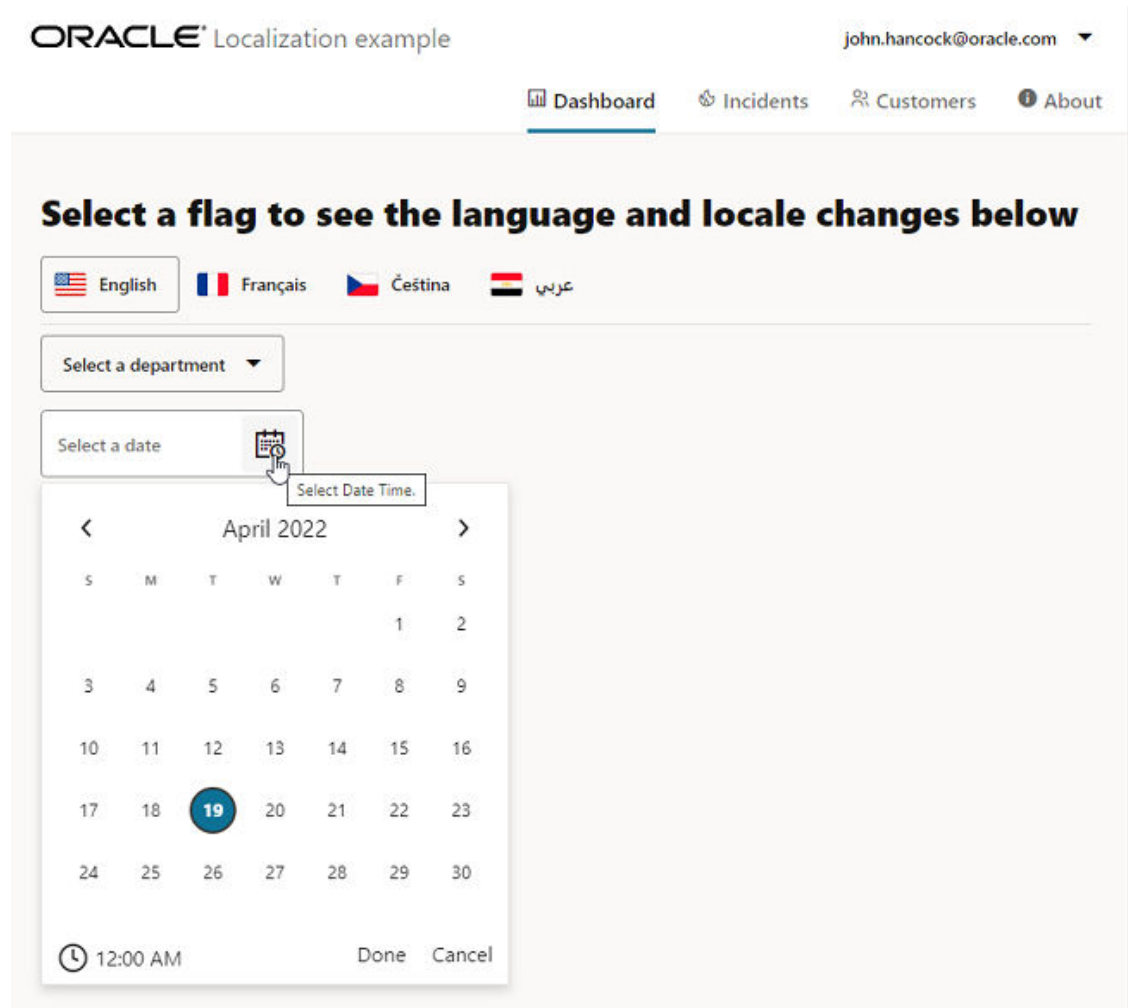 ORACLE Localization example john.hancock@oracle.com
Dashboard Incidents Customers About
Select a flag to see the language and locale changes below
English Français Čeština عربي
Select a department
Select a date
Select Date Time.
April 2022
S M T W T F S
1 2
3 4 5 6 7 8 9
10 11 12 13 14 15 16
17 18 19 20 21 22 23
24 25 26 27 28 29 30
12:00 AM Done Cancel